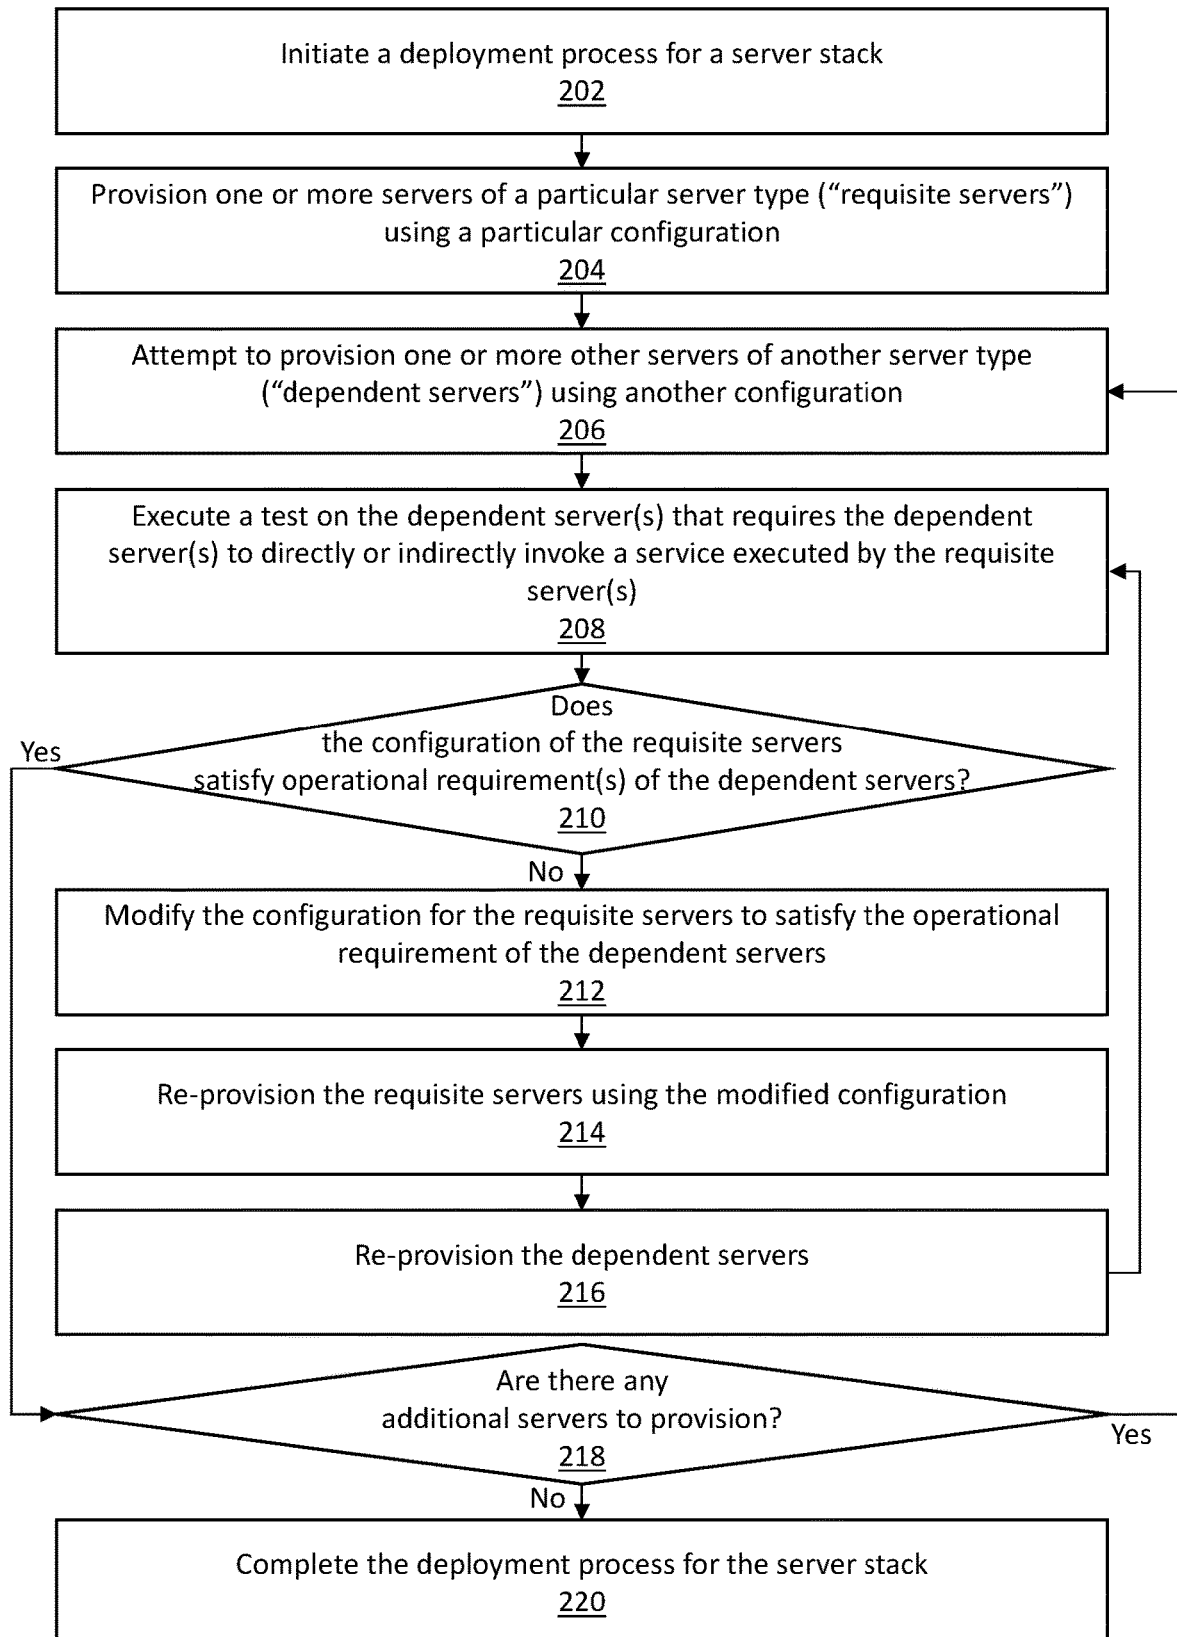 Initiate a deployment process for a server stack
202
Provision one or more servers of a particular server type (“requisite servers”)
using a particular configuration
204
Attempt to provision one or more other servers of another server type
(“dependent servers”) using another configuration
206
Execute a test on the dependent server(s) that requires the dependent
server(s) to directly or indirectly invoke a service executed by the requisite
server(s)
208
Does
the configuration of the requisite servers
satisfy operational requirement(s) of the dependent servers?
210
Yes
No
Modify the configuration for the requisite servers to satisfy the operational
requirement of the dependent servers
212
Re-provision the requisite servers using the modified configuration
214
Re-provision the dependent servers
216
Are there any
additional servers to provision?
218
Yes
No
Complete the deployment process for the server stack
220